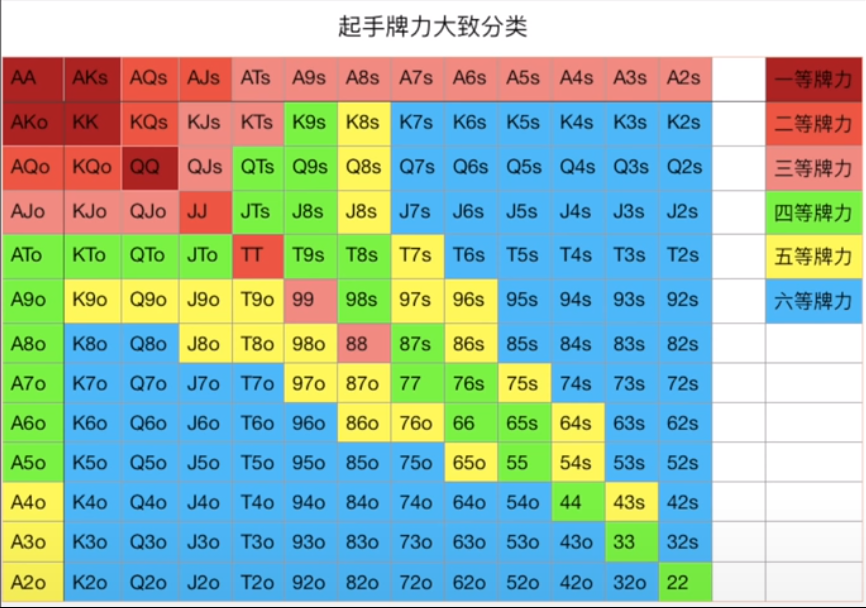 起手牌力大致分类
AA AKs AQs AJs ATs A9s A8s A7s A6s A5s A4s A3s A2s 一等牌力
AKo KK KQs KJs KTs K9s K8s K7s K6s K5s K4s K3s K2s 二等牌力
AQo KQo QQ QJs QTs Q9s Q8s Q7s Q6s Q5s Q4s Q3s Q2s 三等牌力
AJo KJo QJo JJ JTs J8s J8s J7s J6s J5s J4s J3s J2s 四等牌力
ATo KTo QTo JTo TT T9s T8s T7s T6s T5s T4s T3s T2s 五等牌力
A9o K9o Q9o J9o T9o 99 98s 97s 96s 95s 94s 93s 92s 六等牌力
A8o K8o Q8o J8o T8o 98o 88 87s 86s 85s 84s 83s 82s
A7o K7o Q7o J7o T7o 97o 87o 77 76s 75s 74s 73s 72s
A6o K6o Q6o J6o T6o 96o 86o 76o 66 65s 64s 63s 62s
A5o K5o Q5o J5o T5o 95o 85o 75o 65o 55 54s 53s 52s
A4o K4o Q4o J4o T4o 94o 84o 74o 64o 54o 44 43s 42s
A3o K3o Q3o J3o T3o 93o 83o 73o 63o 53o 43o 33 32s
A2o K2o Q2o J2o T2o 92o 82o 72o 62o 52o 42o 32o 22